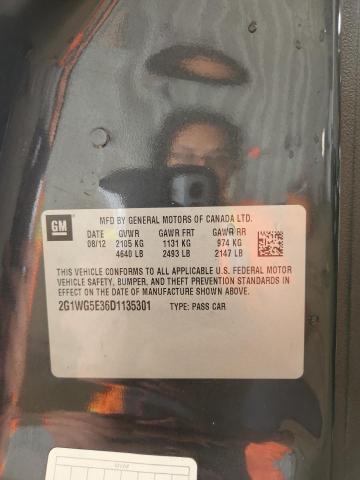 GM
MFD BY GENERAL MOTORS OF CANADA LTD.
DATE GVWR GAWR FRT GAWR RR
08/12 2105 KG 1131 KG 974 KG
4640 LB 2493 LB 2147 LB
THIS VEHICLE CONFORMS TO ALL APPLICABLE U.S. FEDERAL MOTOR
VEHICLE SAFETY, BUMPER, AND THEFT PREVENTION STANDARDS IN
EFFECT ON THE DATE OF MANUFACTURE SHOWN ABOVE.
2G1WG5E36D1135301 TYPE: PASS CAR